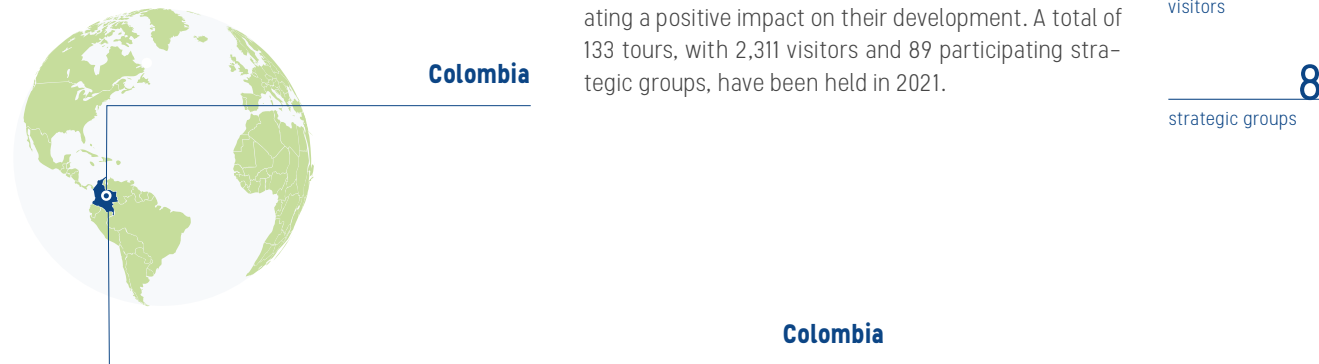 Colombia
ating a positive impact on their development. A total of
133 tours, with 2,311 visitors and 89 participating stra-
tegic groups, have been held in 2021.
visitors
8
strategic groups
Colombia